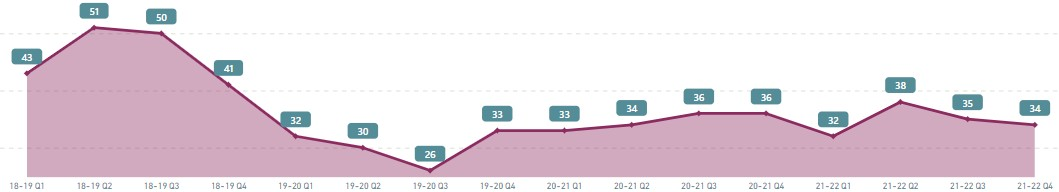 43
51
50
41
32
30
26
33
33
34
36
36
32
38
35
34
18-19 Q1
18-19 Q2
18-19 Q3
18-19 Q4
19-20 Q1
19-20 Q2
19-20 Q3
19-20 Q4
20-21 Q1
20-21 Q2
20-21 Q3
20-21 Q4
21-22 Q1
21-22 Q2
21-22 Q3
21-22 Q4